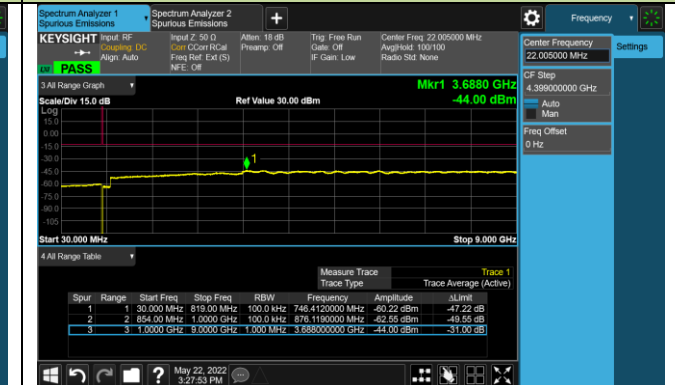 Spectrum Analyzer 1
Spurious Emissions
Spectrum Analyzer 2
Spurious Emissions
Frequency
KEYSIGHT
Input: RF
Coupling: DC
Align: Auto
Input Z: 50 Ω
Corr CCorr RCal
Freq Ref: Ext (S)
NFE: Off
Atten: 18 dB
Preamp: Off
Trig: Free Run
Gate: Off
IF Gain: Low
Center Freq: 22.005000 MHz
Avg|Hold: 100/100
Radio Std: None
PASS
Center Frequency
22.005000 MHz
Settings
CF Step
4.399000000 GHz
Auto
Man
Freq Offset
0 Hz
3 All Range Graph
Mkr1 3.6880 GHz
Scale/Div 15.0 dB
Ref Value 30.00 dBm
-44.00 dBm
Log
15.0
0.00
-15.0
-30.0
-45.0
-60.0
-75.0
-90.0
-105
1
Start 30.000 MHz
Stop 9.000 GHz
4 All Range Table
Measure Trace Trace 1
Trace Type Trace Average (Active)
Spur Range Start Freq Stop Freq RBW Frequency Amplitude ΔLimit
1 1 30.000 MHz 819.00 MHz 100.0 kHz 746.4120000 MHz -60.22 dBm -47.22 dB
2 2 854.00 MHz 1.0000 GHz 100.0 kHz 876.1190000 MHz -62.55 dBm -49.55 dB
3 3 1.0000 GHz 9.0000 GHz 1.000 MHz 3.688000000 GHz -44.00 dBm -31.00 dB
May 22, 2022
3:27:53 PM